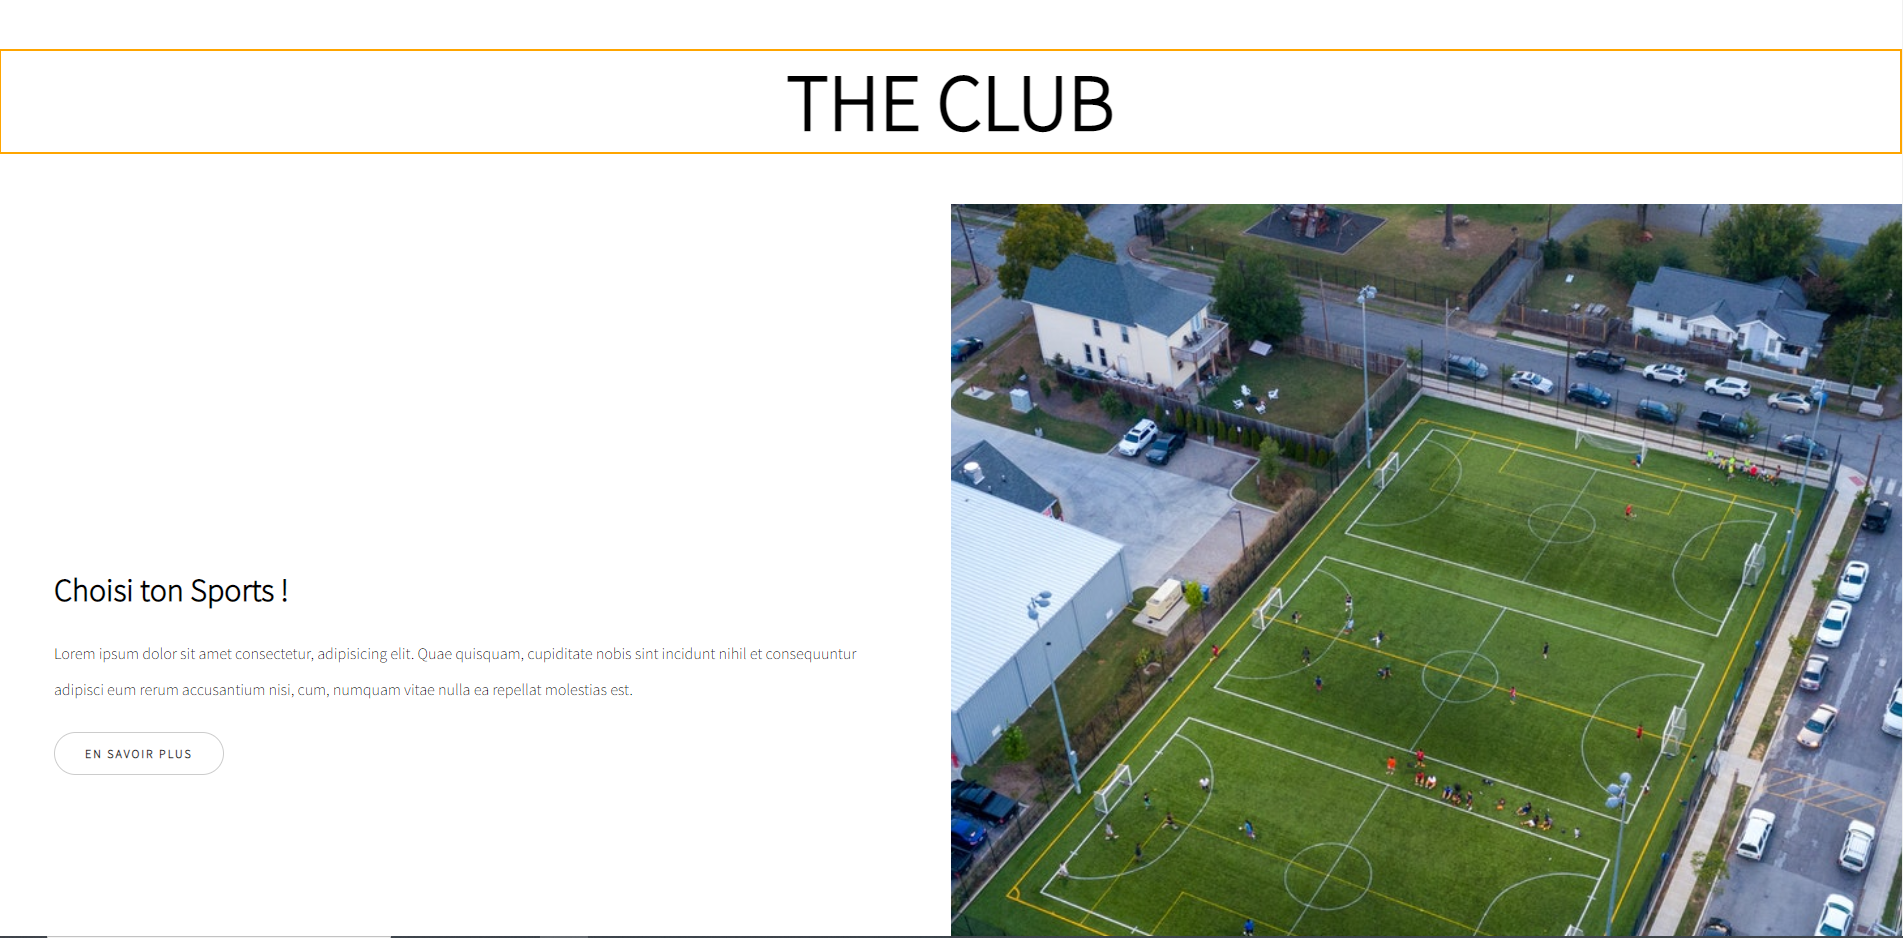 THE CLUB
Choisi ton Sports !
Lorem ipsum dolor sit amet consectetur, adipisicing elit. Quae quisquam, cupiditate nobis sint incidunt nihil et consequuntur
adipisci eum rerum accusantium nisi, cum, numquam vitae nulla ea repellat molestias est.
EN SAVOIR PLUS